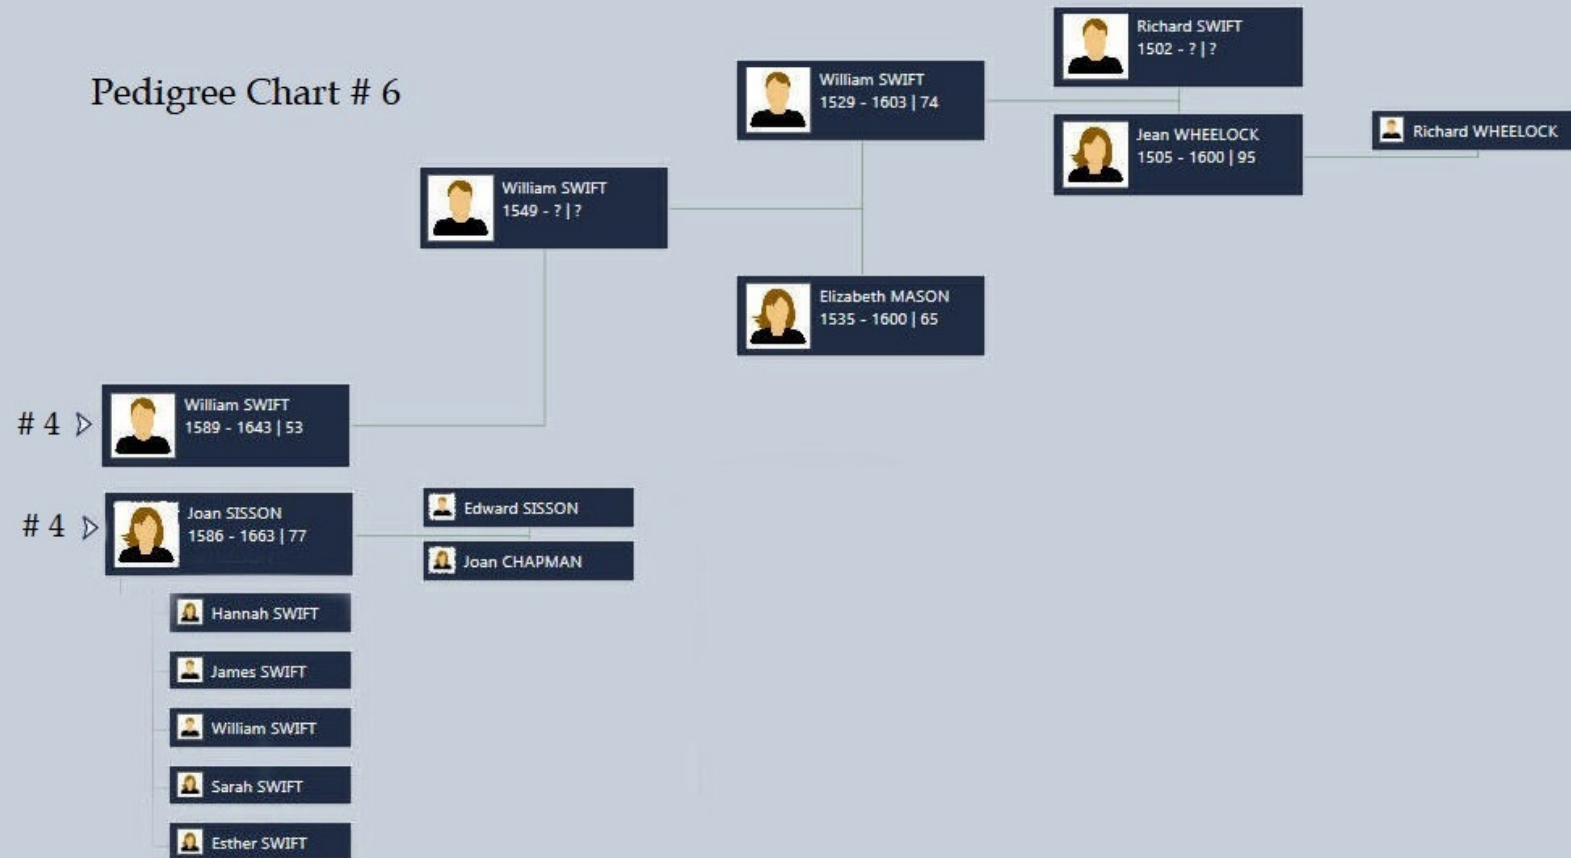 Pedigree Chart # 6
Richard SWIFT
1502 - ? | ?
William SWIFT
1529 - 1603 | 74
Jean WHEELOCK
1505 - 1600 | 95
Richard WHEELOCK
William SWIFT
1549 - ? | ?
Elizabeth MASON
1535 - 1600 | 65
# 4
William SWIFT
1589 - 1643 | 53
# 4
Joan SISSON
1586 - 1663 | 77
Edward SISSON
Joan CHAPMAN
Hannah SWIFT
James SWIFT
William SWIFT
Sarah SWIFT
Esther SWIFT